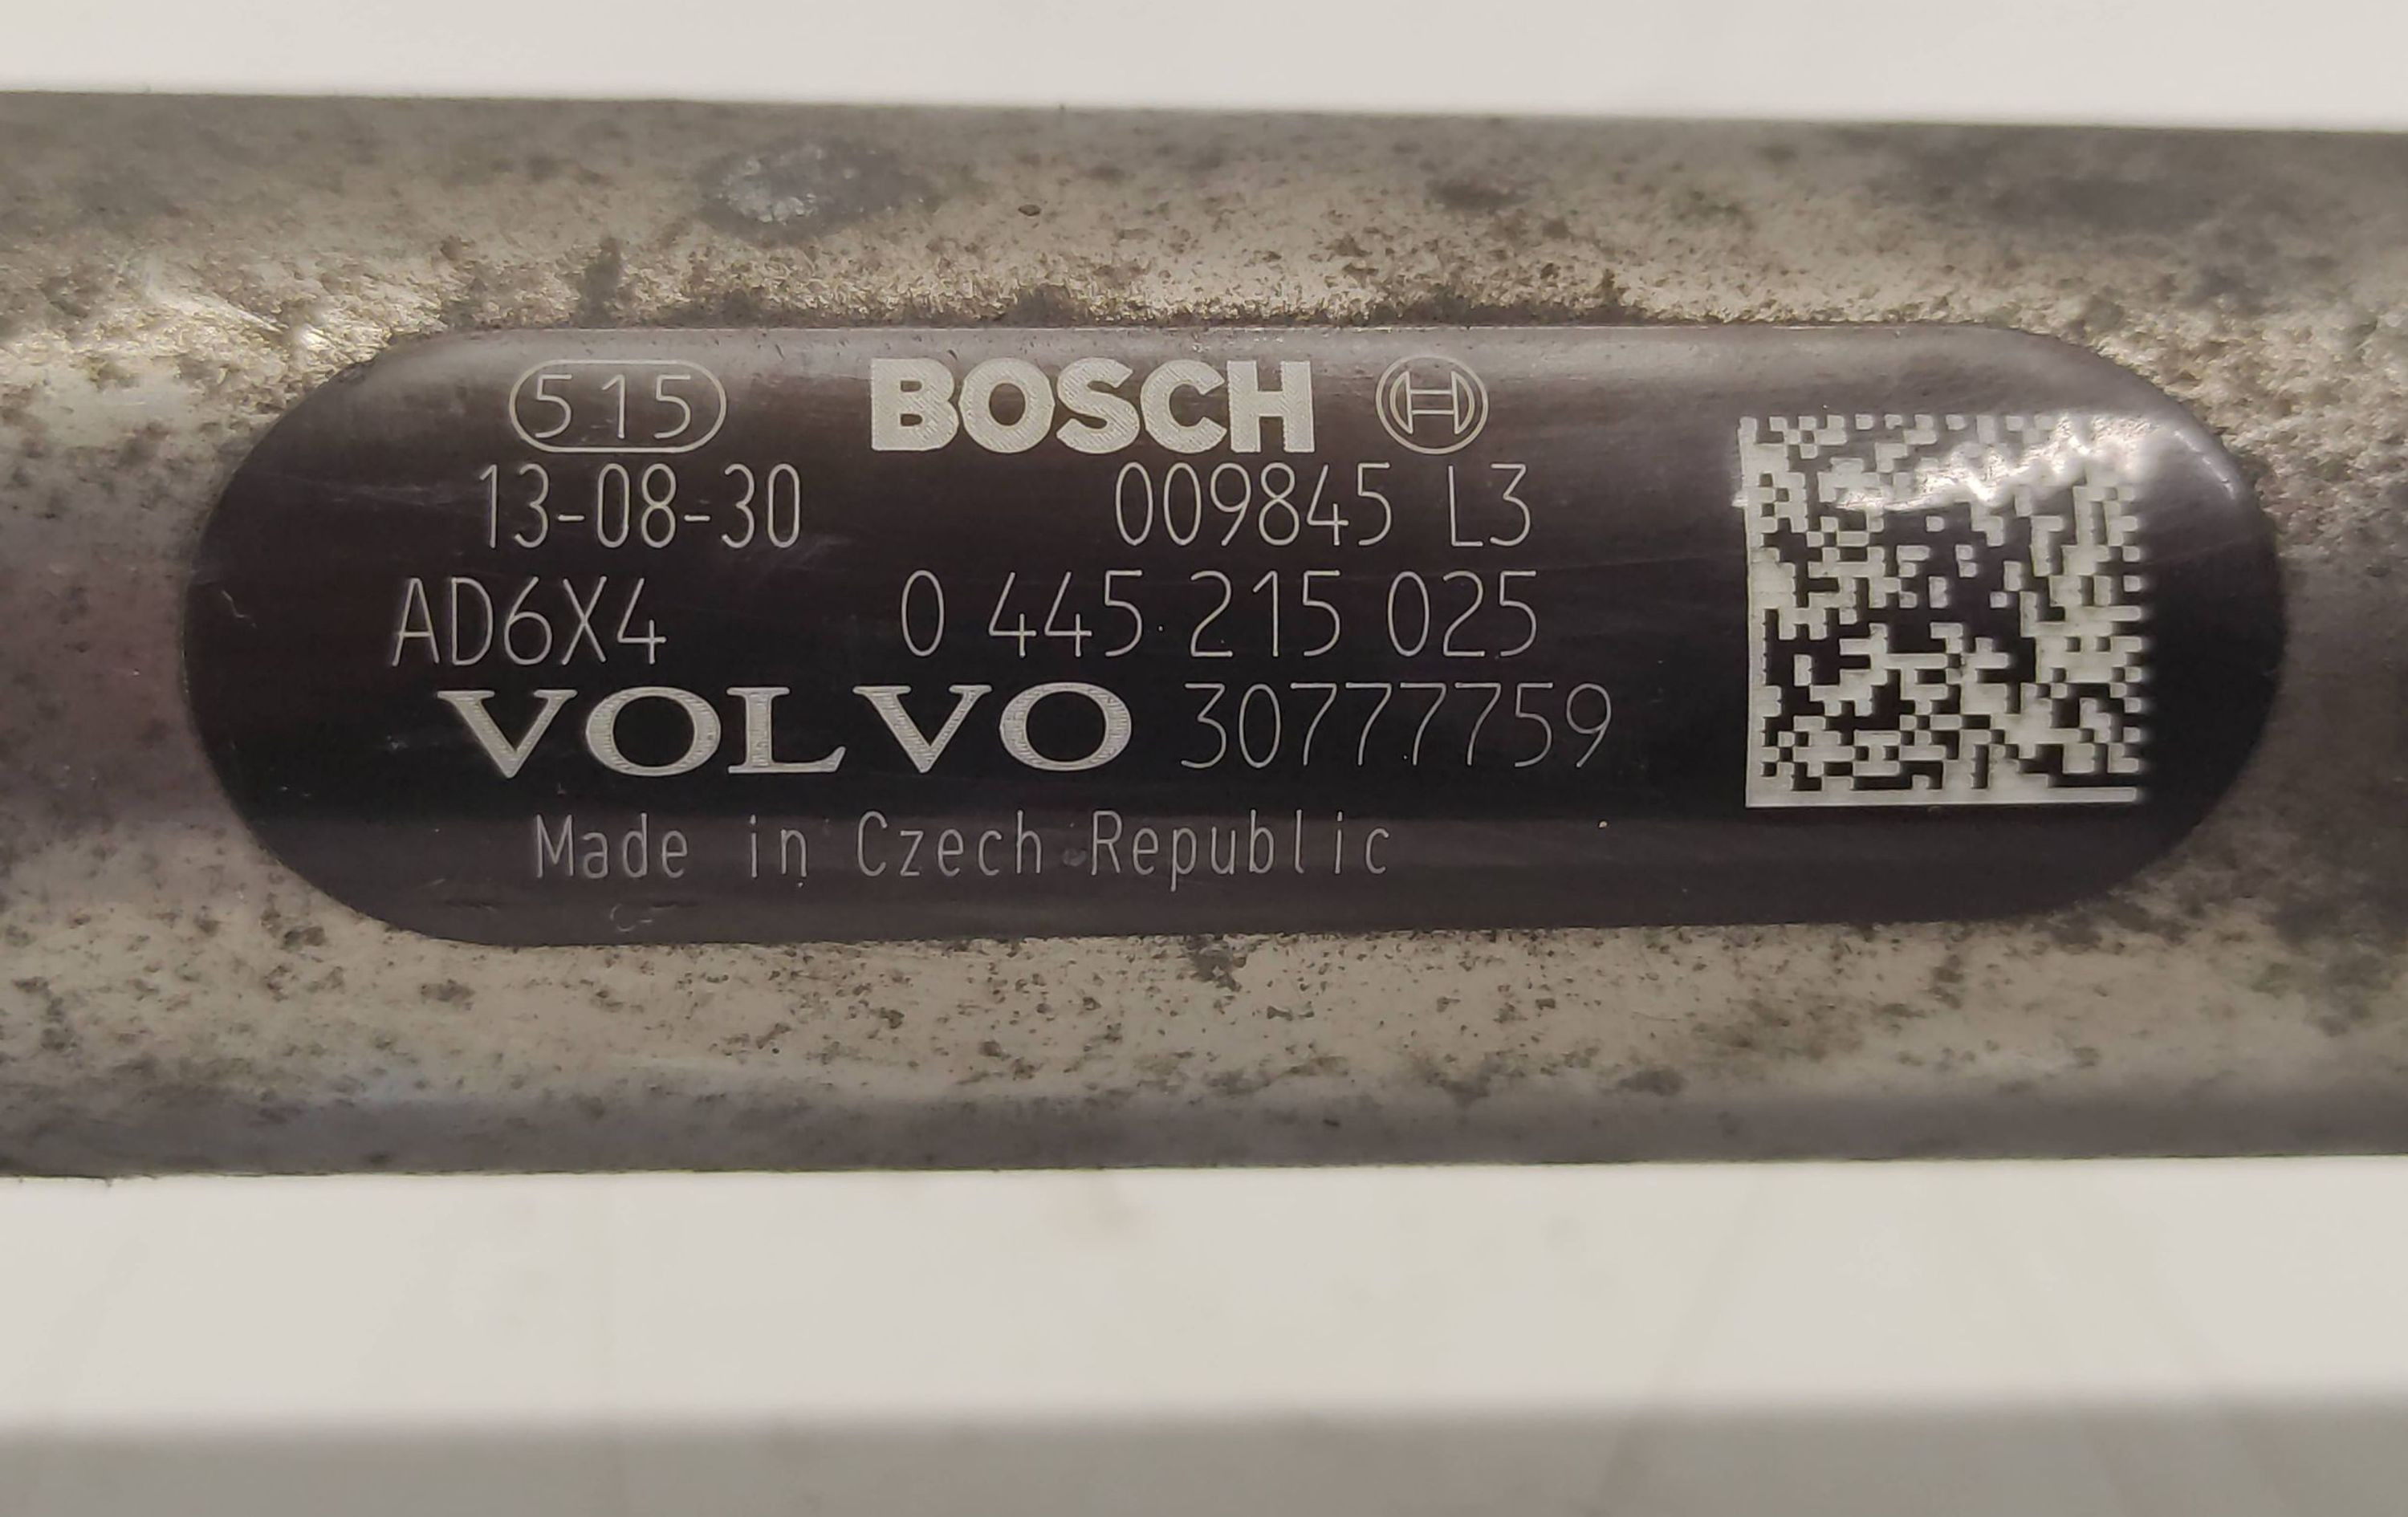 515 BOSCH
13-08-30 009845 L3
AD6X4 0 445 215 025
VOLVO 30777759
Made in Czech Republic